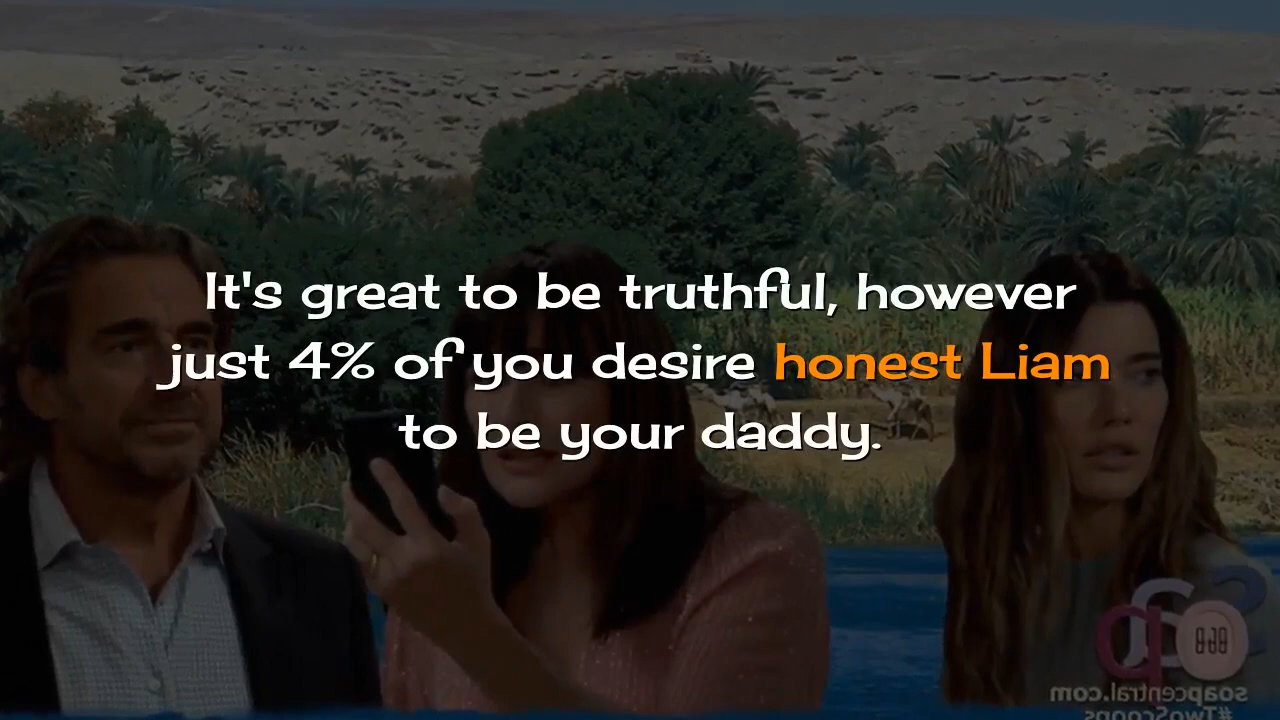 It's great to be truthful, however
just 4% of you desire honest Liam
to be your daddy.
soapcentral.com
#TwoScoops